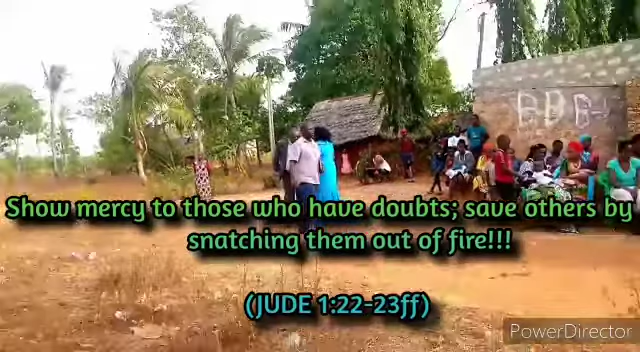 Show mercy to those who have doubts; save others by
snatching them out of fire!!!
(JUDE 1:22-23ff)
PowerDirector